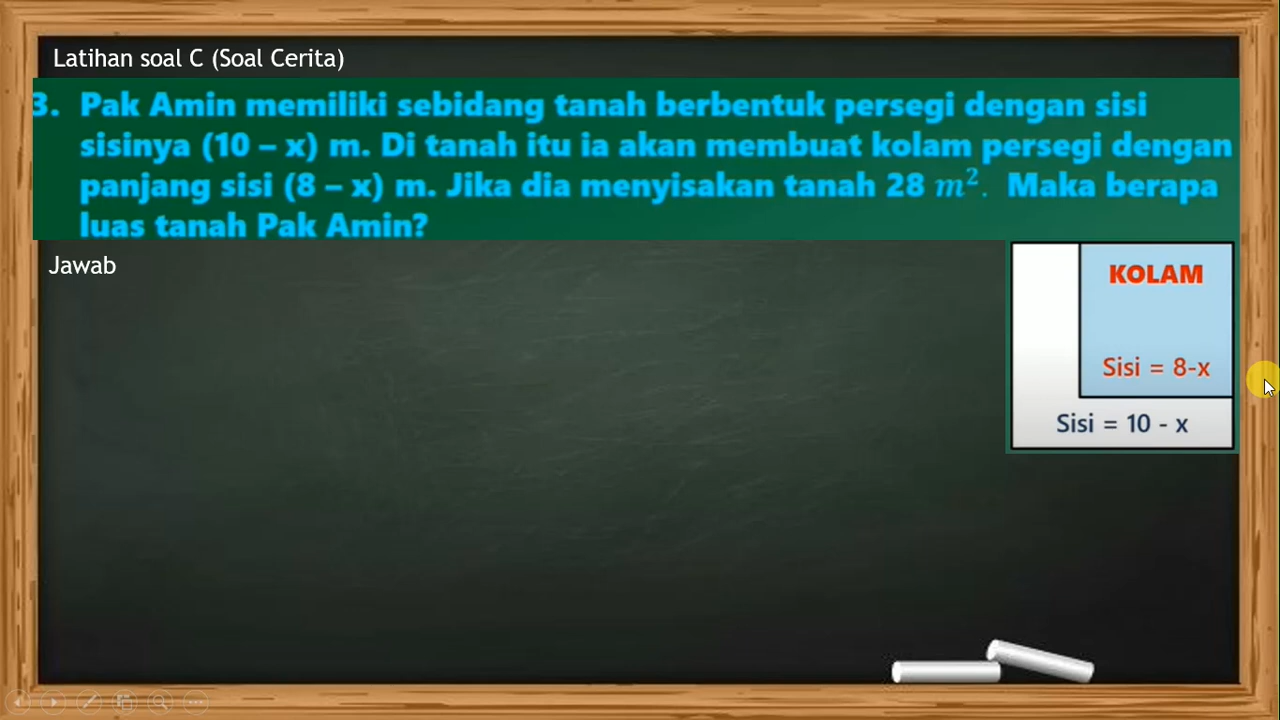 Latihan soal C (Soal Cerita)
3. Pak Amin memiliki sebidang tanah berbentuk persegi dengan sisi
sisinya (10 – x) m. Di tanah itu ia akan membuat kolam persegi dengan
panjang sisi (8 – x) m. Jika dia menyisakan tanah 28 m². Maka berapa
luas tanah Pak Amin?
Jawab
KOLAM
Sisi = 8-x
Sisi = 10 - x